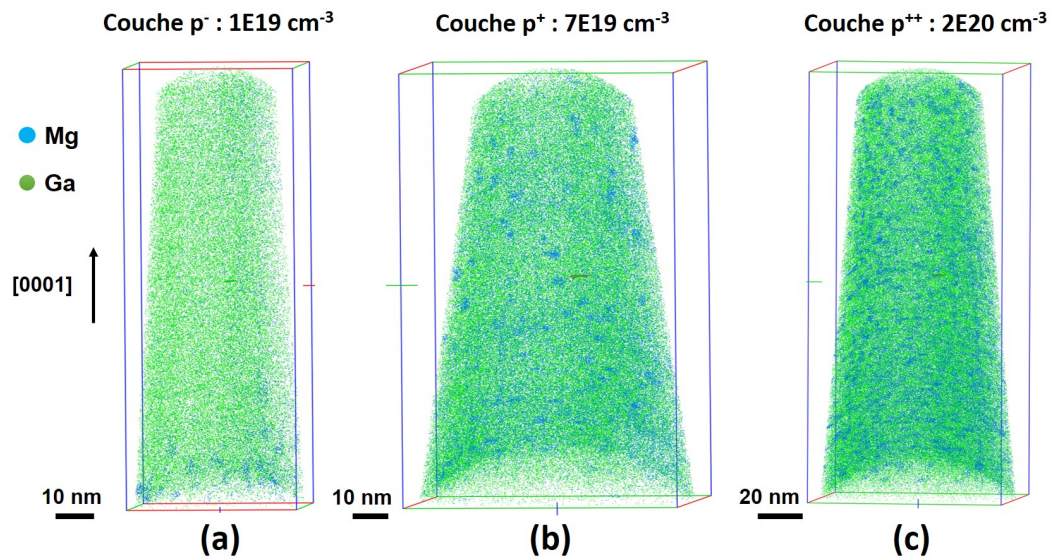 Couche p⁻ : 1E19 cm⁻³
Couche p⁺ : 7E19 cm⁻³
Couche p⁺⁺ : 2E20 cm⁻³
Mg
Ga
[0001]
10 nm
10 nm
20 nm
(a)
(b)
(c)